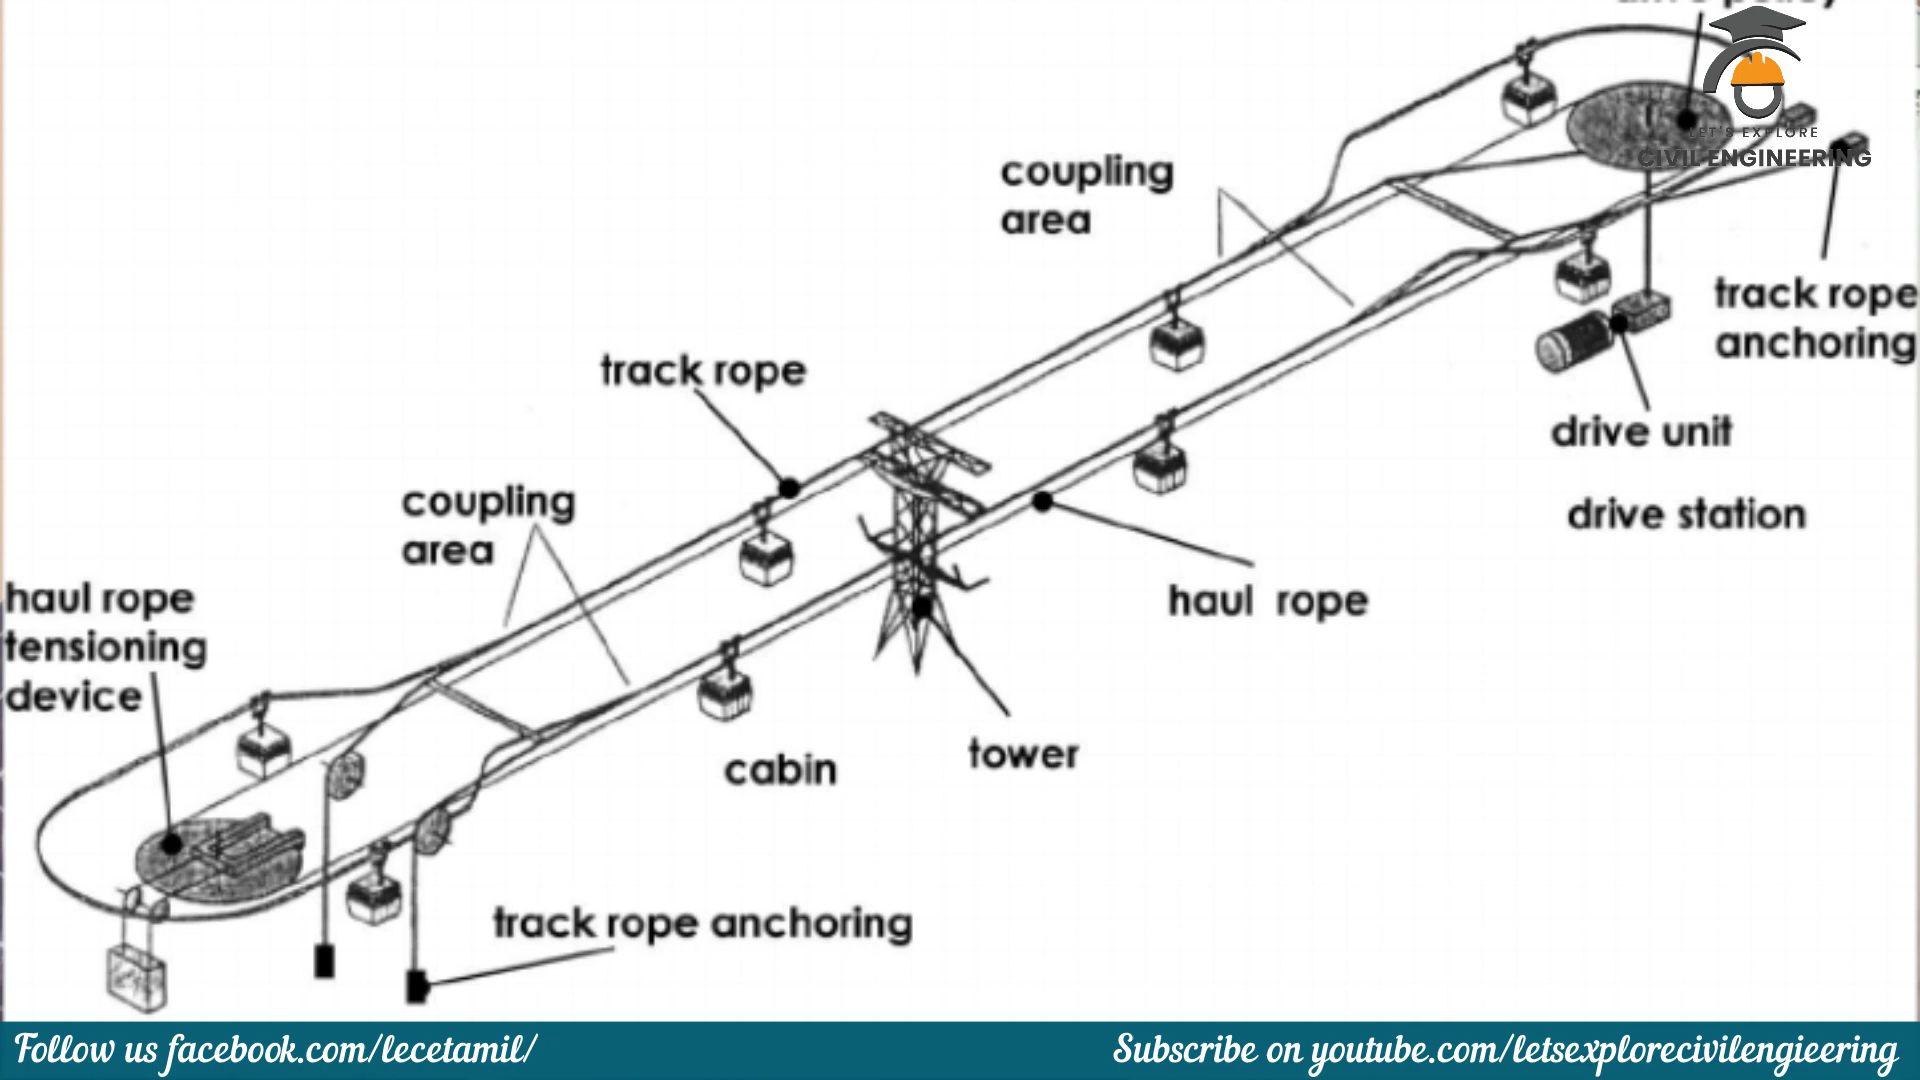 LET'S EXPLORE
CIVIL ENGINEERING
coupling
area
track rope
anchoring
track rope
drive unit
coupling
area
drive station
haul rope
tensioning
device
haul rope
tower
cabin
track rope anchoring
Follow us facebook.com/lecetamil/
Subscribe on youtube.com/letsexplorecivilengieering